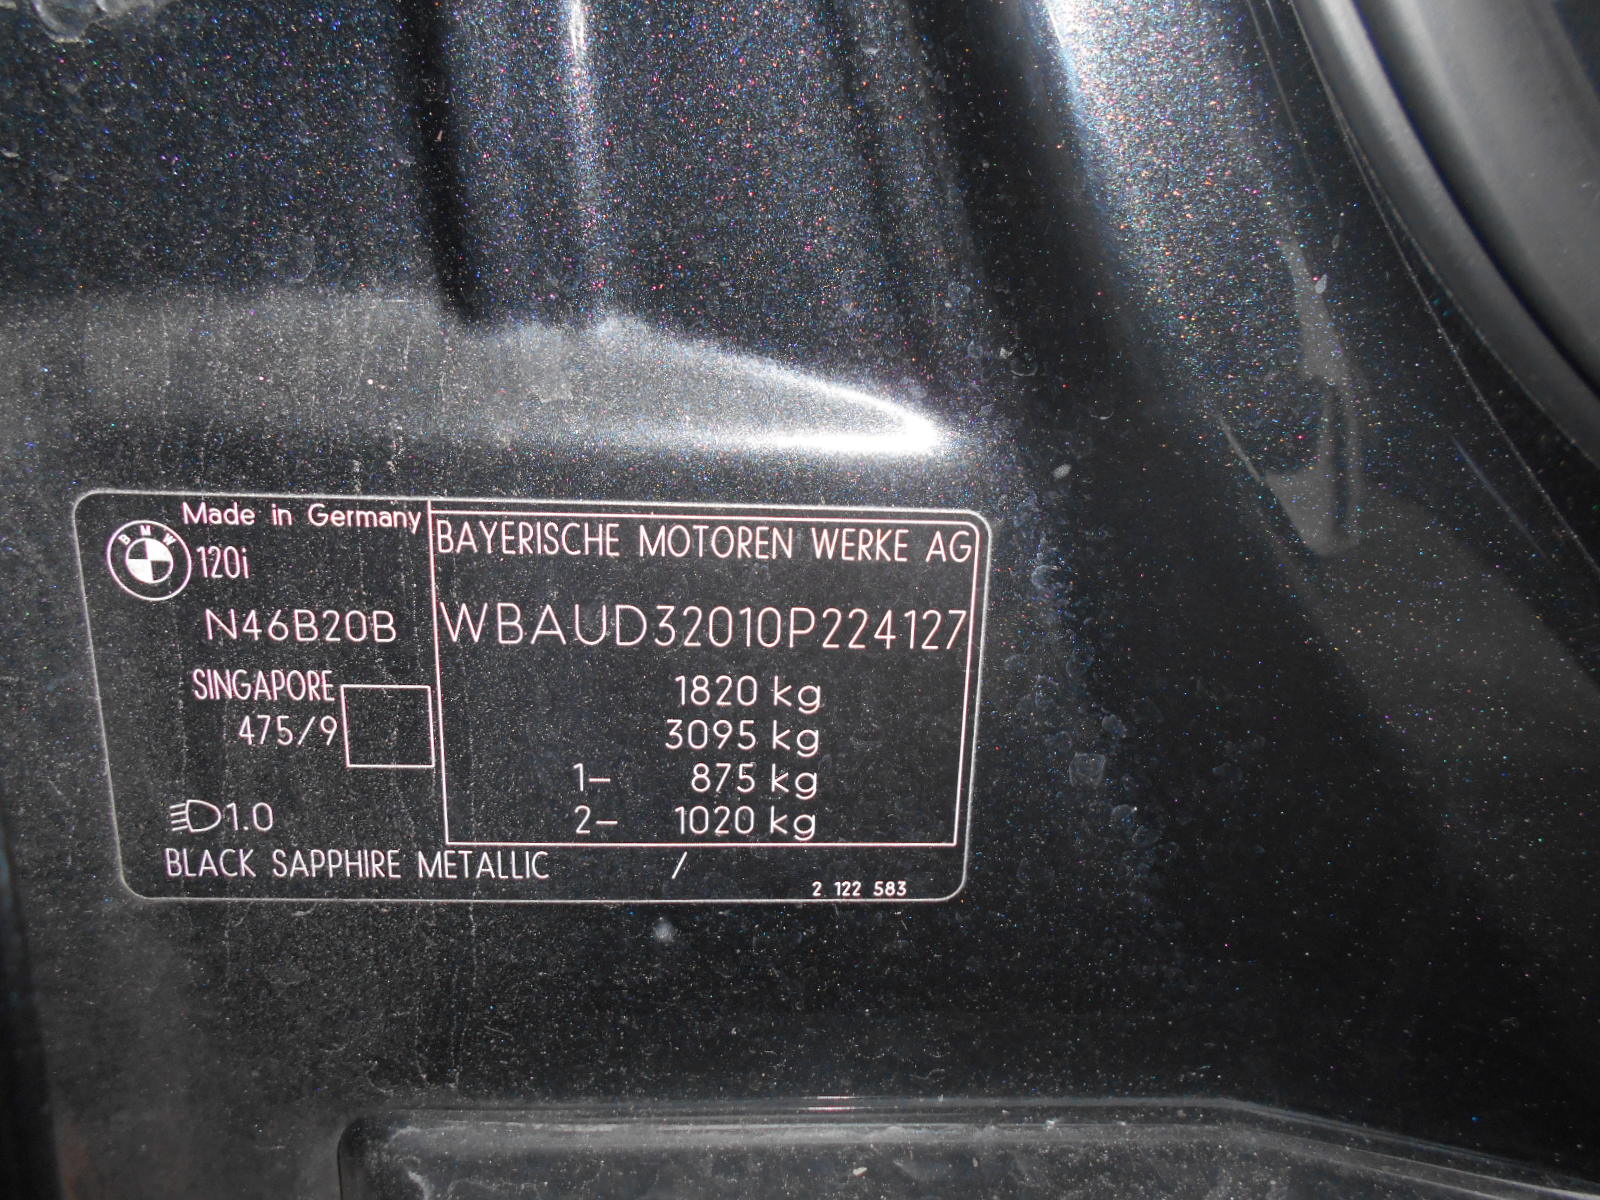 Made in Germany
BMW
120i
N46B20B
SINGAPORE
475/9
1.0
BLACK SAPPHIRE METALLIC /
BAYERISCHE MOTOREN WERKE AG
WBAUD32010P224127
1820 kg
3095 kg
1– 875 kg
2– 1020 kg
2 122 583